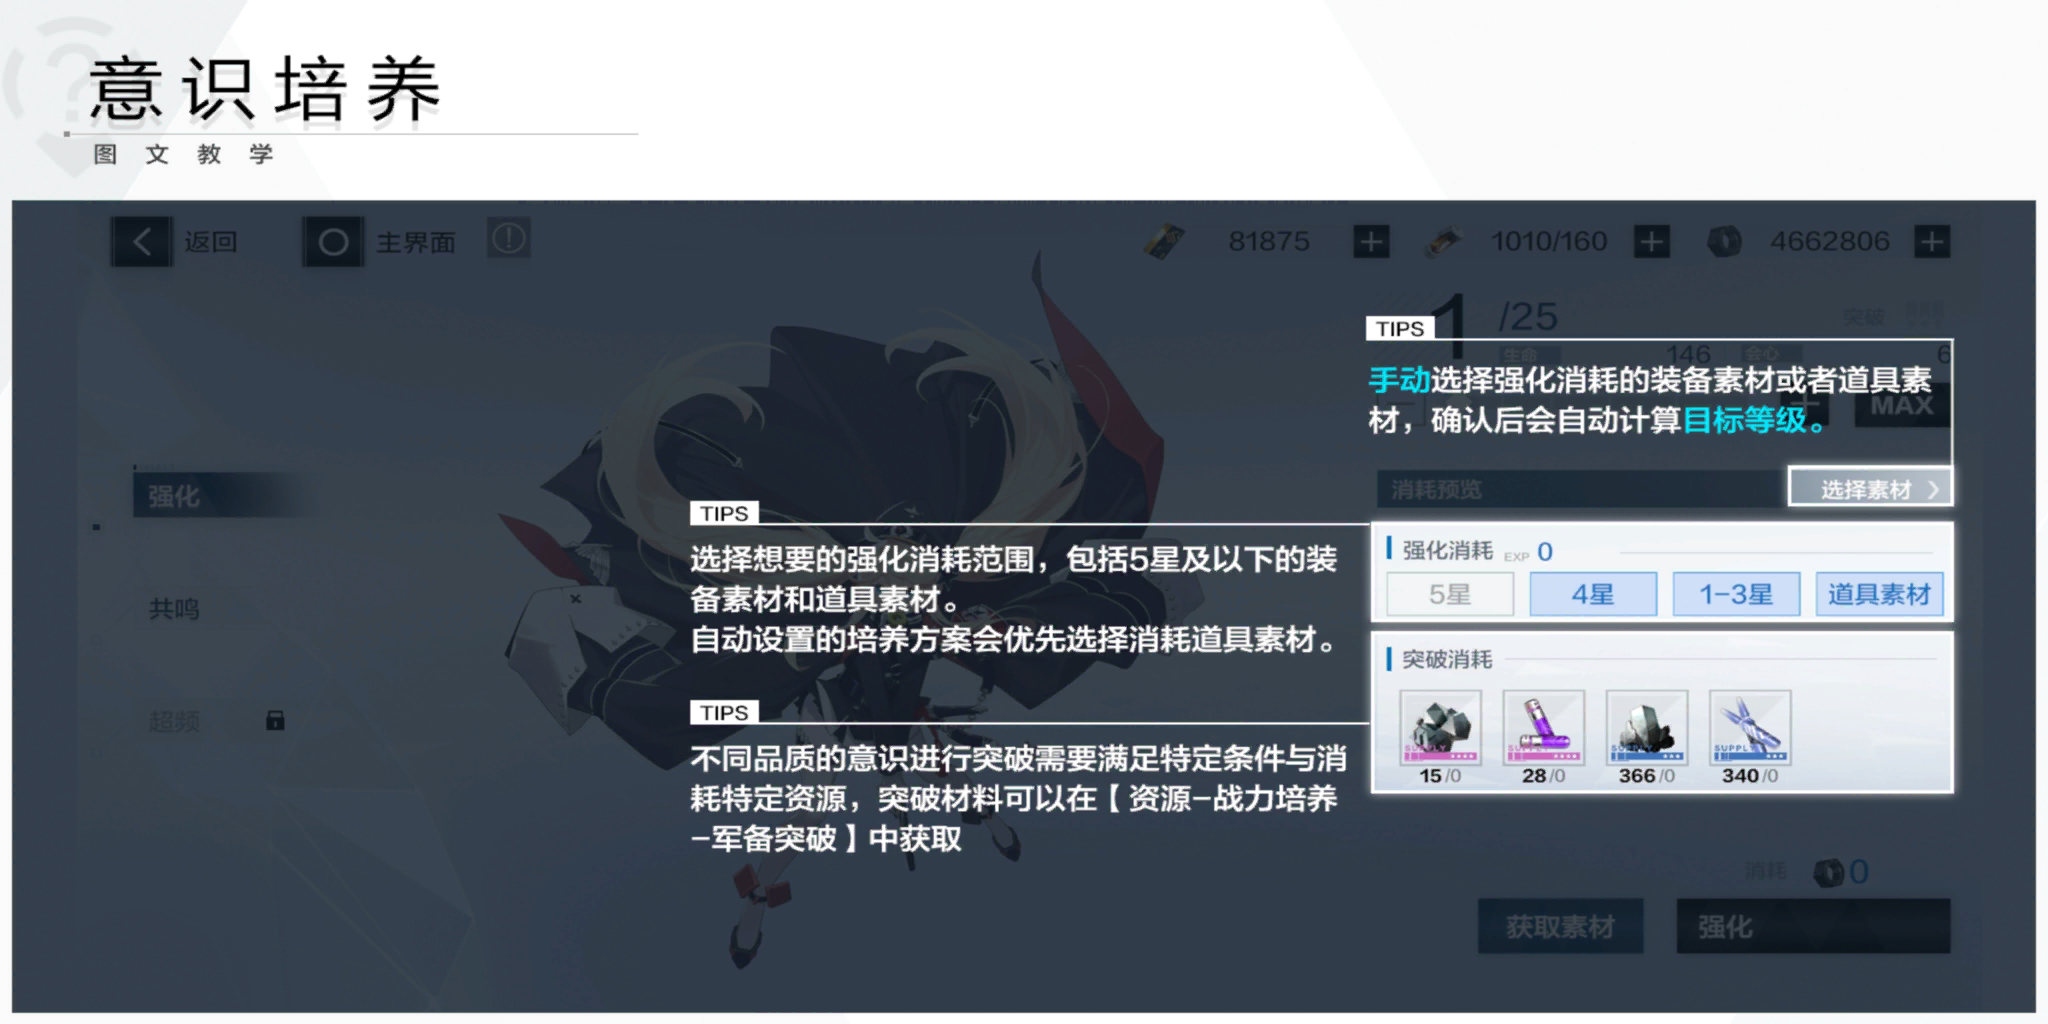 意识培养
图文教学
返回
主界面
81875
1010/160
4662806
1 /25
突破
TIPS
生命 146 会心 6
手动选择强化消耗的装备素材或者道具素
材，确认后会自动计算目标等级。
MAX
强化
消耗预览
选择素材
TIPS
选择想要的强化消耗范围，包括5星及以下的装
备素材和道具素材。
自动设置的培养方案会优先选择消耗道具素材。
强化消耗 EXP 0
5星
4星
1-3星
道具素材
共鸣
突破消耗
超频
TIPS
不同品质的意识进行突破需要满足特定条件与消
耗特定资源，突破材料可以在【资源-战力培养
-军备突破】中获取
SUPPLY
SUPPLY
SUPPLY
SUPPLY
15/0
28/0
366/0
340/0
消耗 0
获取素材
强化